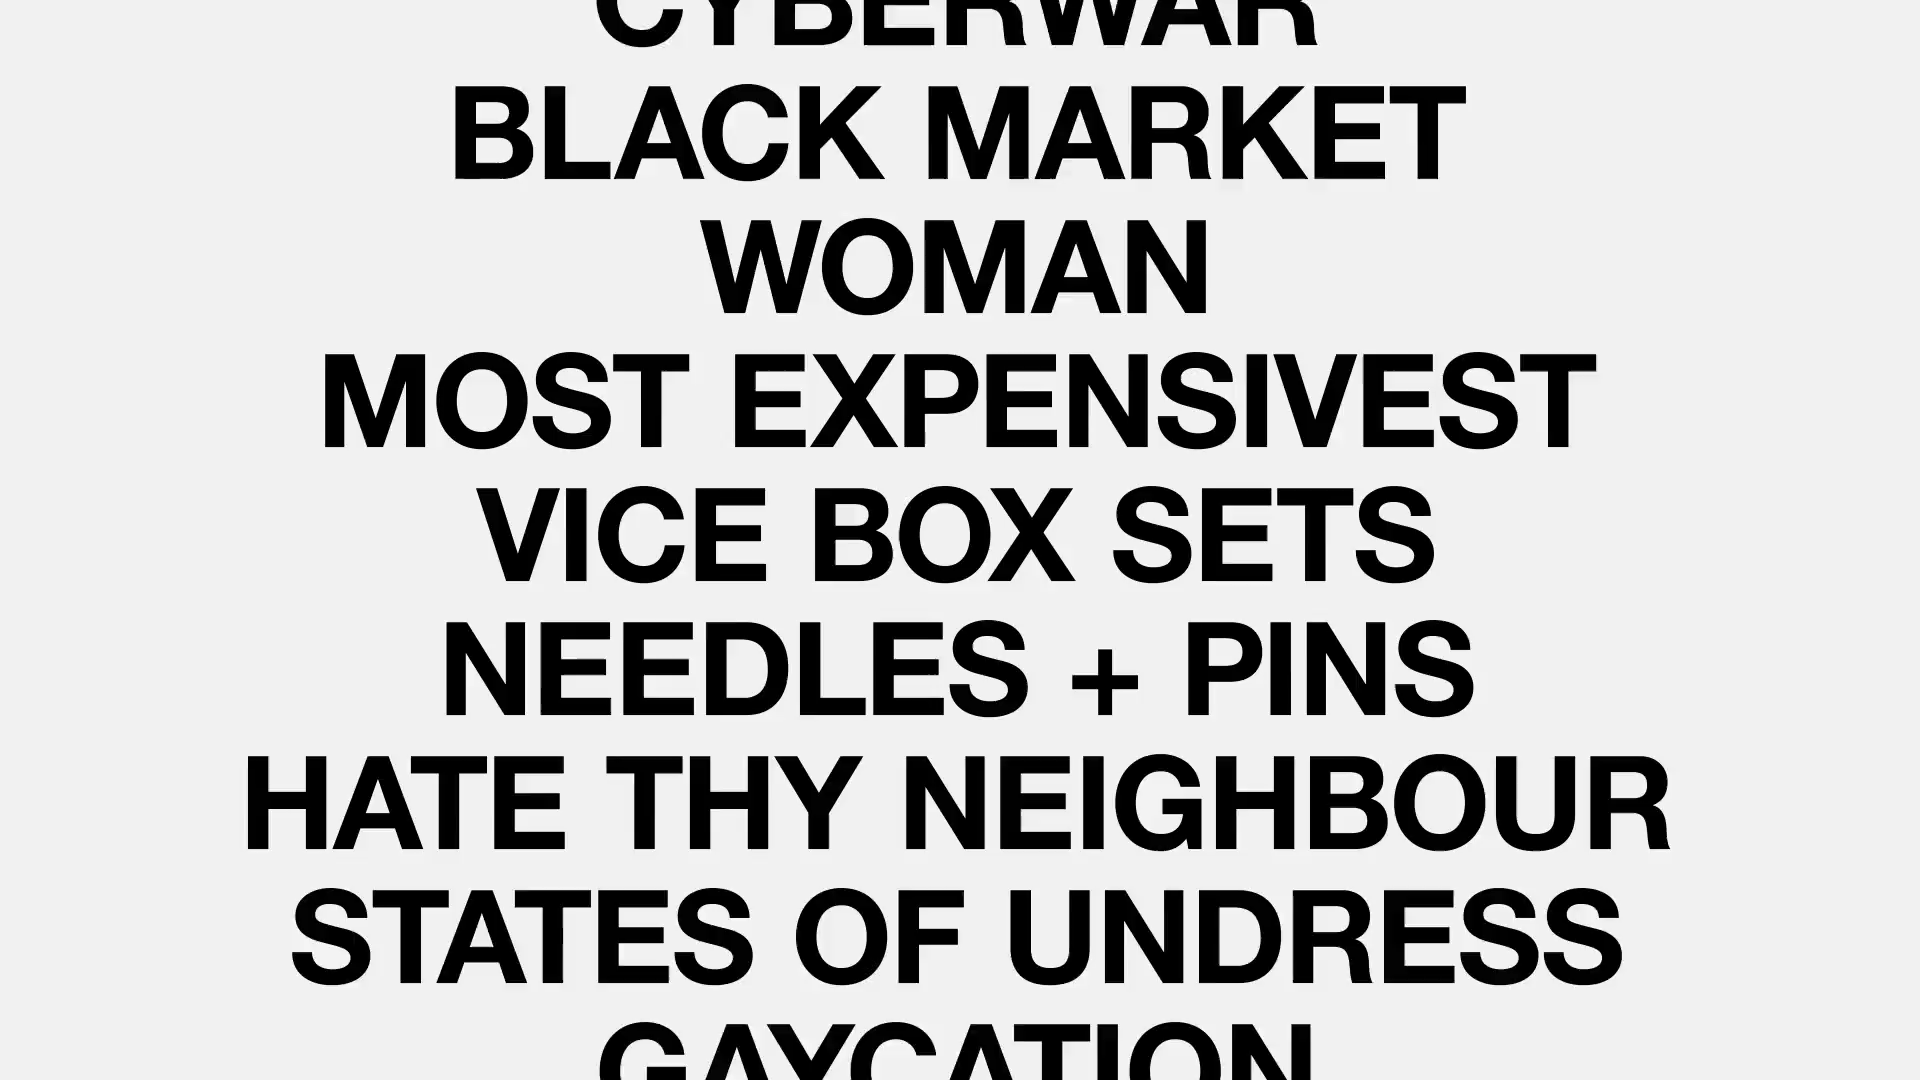 CYBERWAR
BLACK MARKET
WOMAN
MOST EXPENSIVEST
VICE BOX SETS
NEEDLES + PINS
HATE THY NEIGHBOUR
STATES OF UNDRESS
GAYCATION